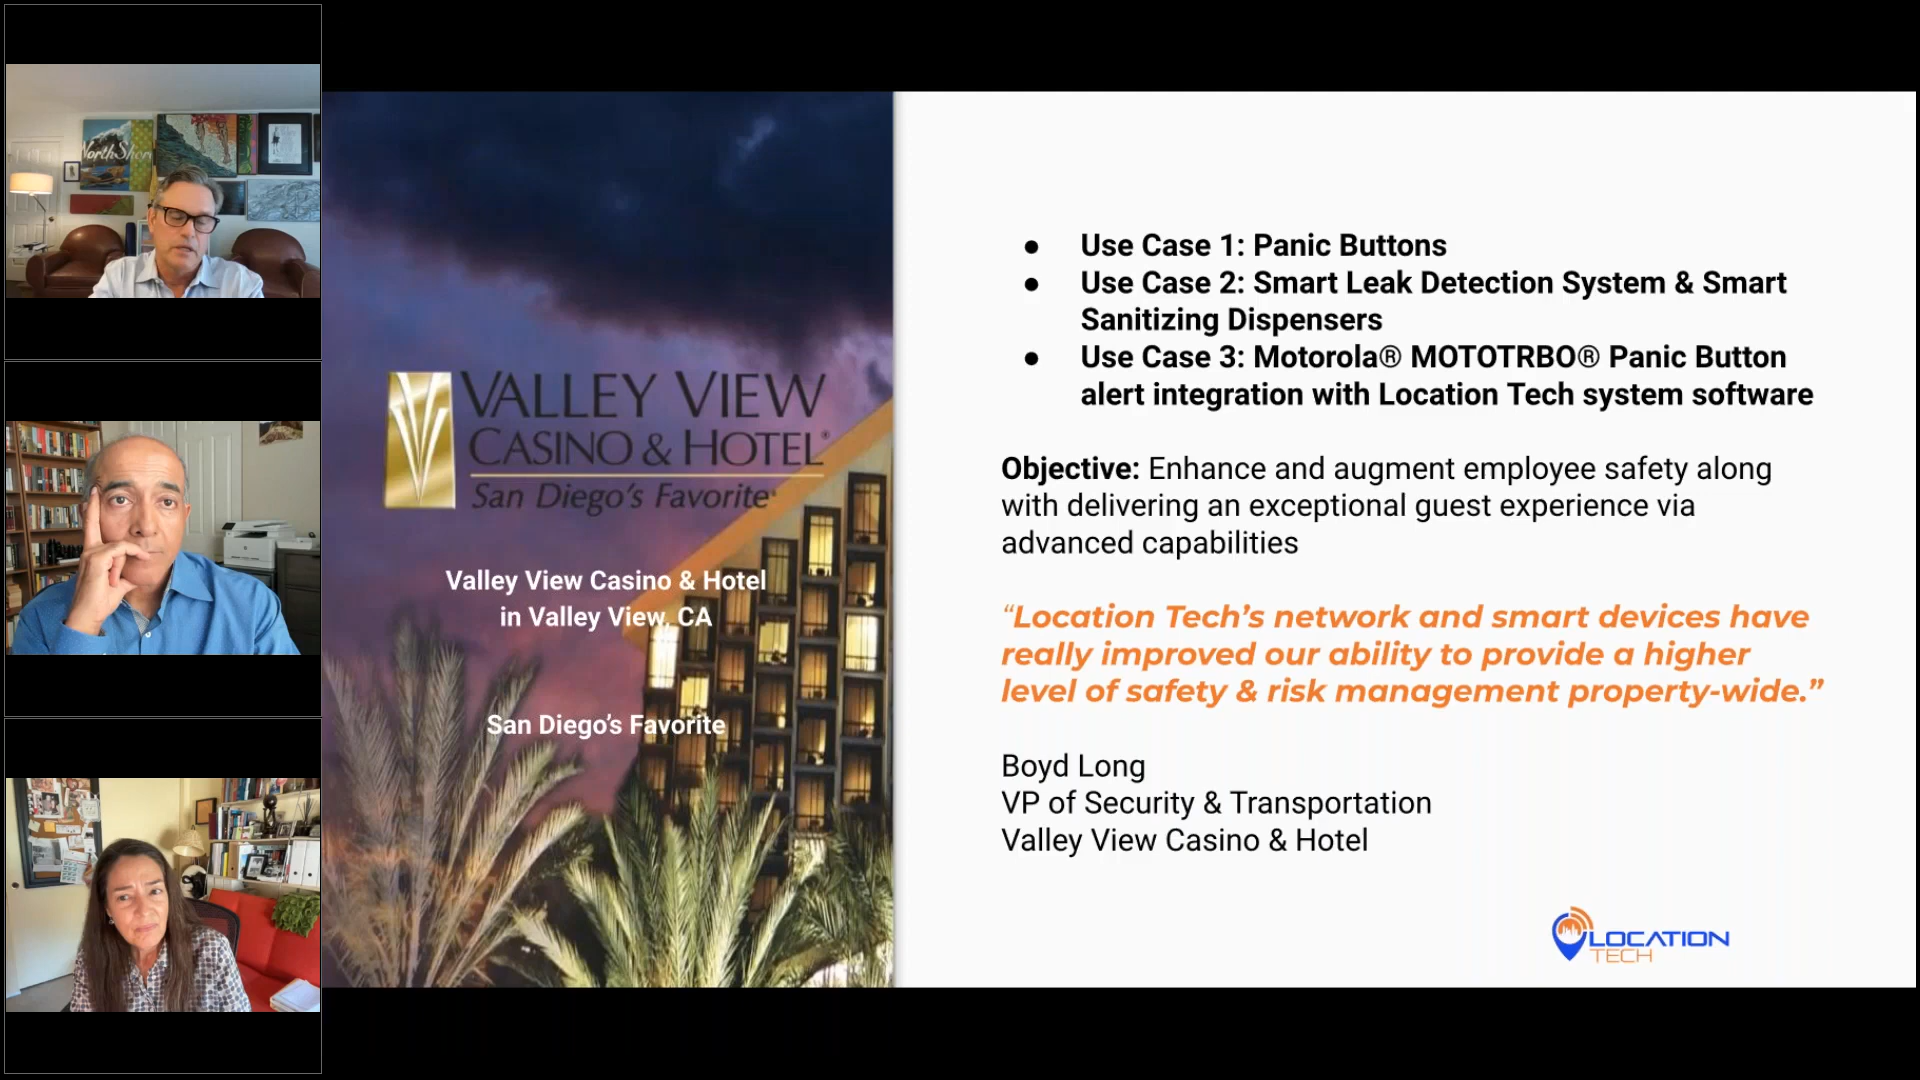 NorthShor
VALLEY VIEW
CASINO & HOTEL®
San Diego's Favorite®
Valley View Casino & Hotel
in Valley View, CA
San Diego's Favorite
● Use Case 1: Panic Buttons
● Use Case 2: Smart Leak Detection System & Smart
Sanitizing Dispensers
● Use Case 3: Motorola® MOTOTRBO® Panic Button
alert integration with Location Tech system software
Objective: Enhance and augment employee safety along
with delivering an exceptional guest experience via
advanced capabilities
“Location Tech’s network and smart devices have
really improved our ability to provide a higher
level of safety & risk management property-wide.”
Boyd Long
VP of Security & Transportation
Valley View Casino & Hotel
LOCATION
TECH